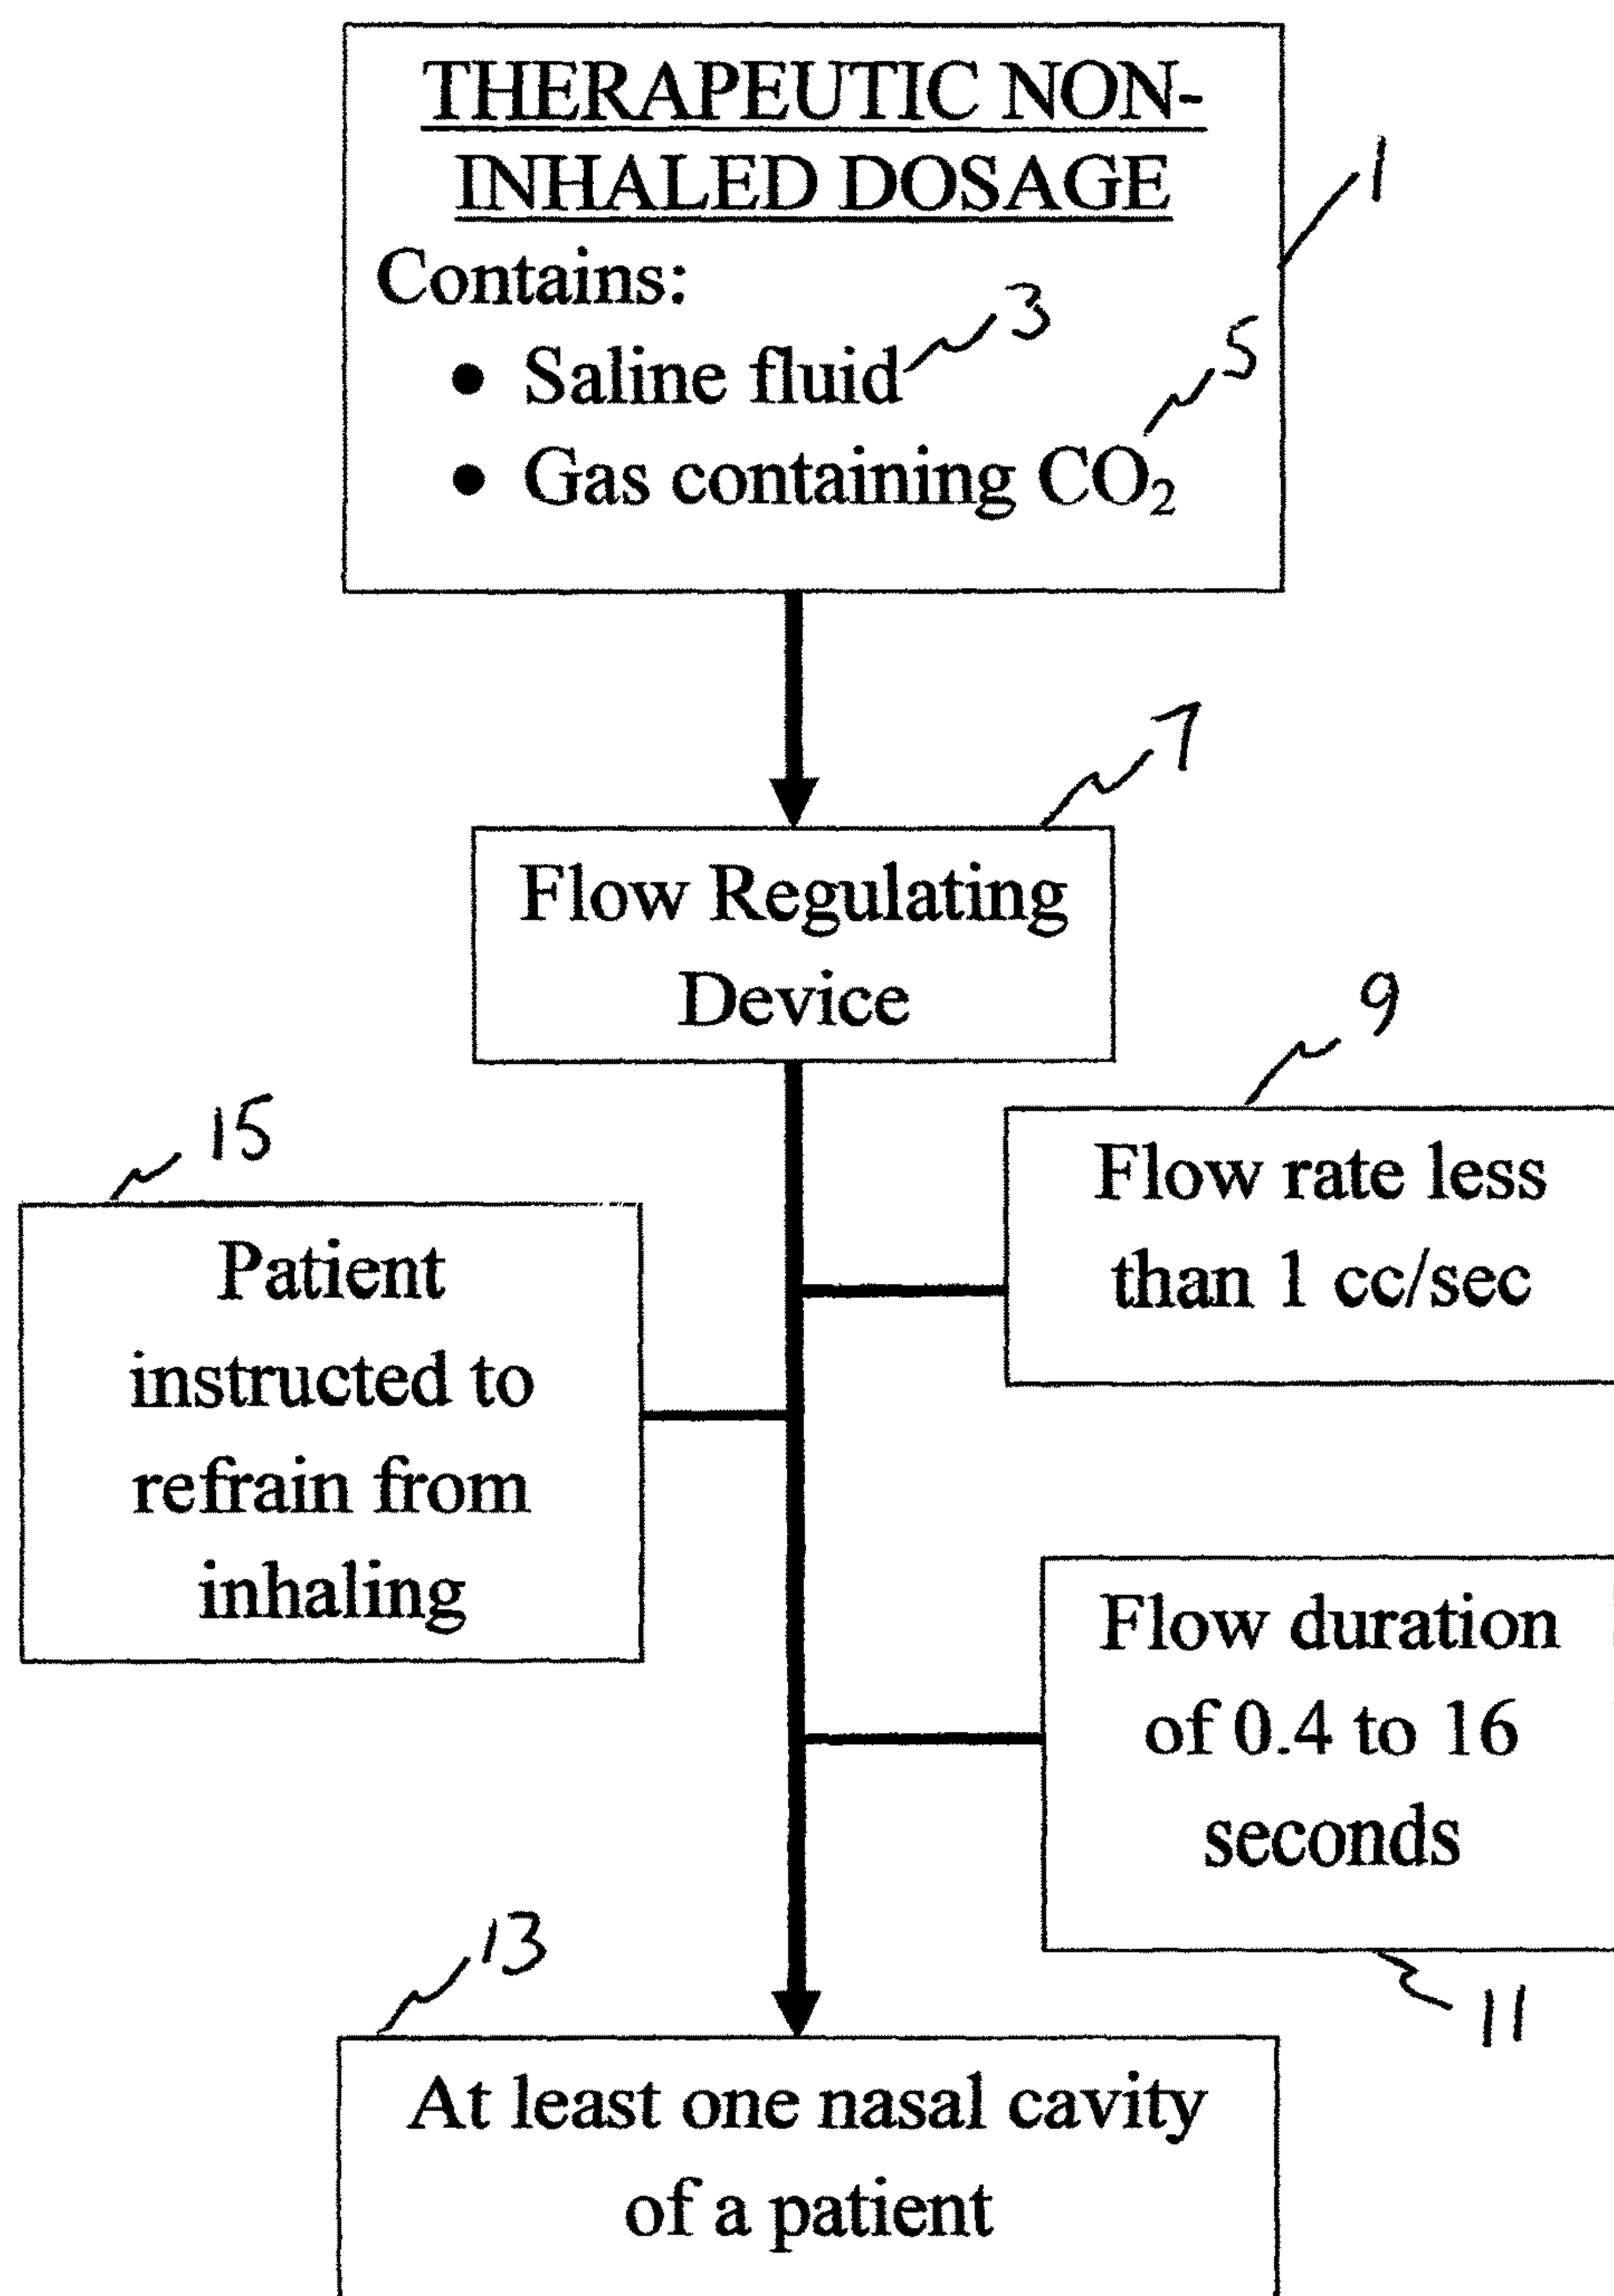 THERAPEUTIC NON-
INHALED DOSAGE
1
Contains:
3
• Saline fluid
5
• Gas containing CO₂
7
Flow Regulating
Device
9
Flow rate less
than 1 cc/sec
15
Patient
instructed to
refrain from
inhaling
Flow duration
of 0.4 to 16
seconds
11
13
At least one nasal cavity
of a patient